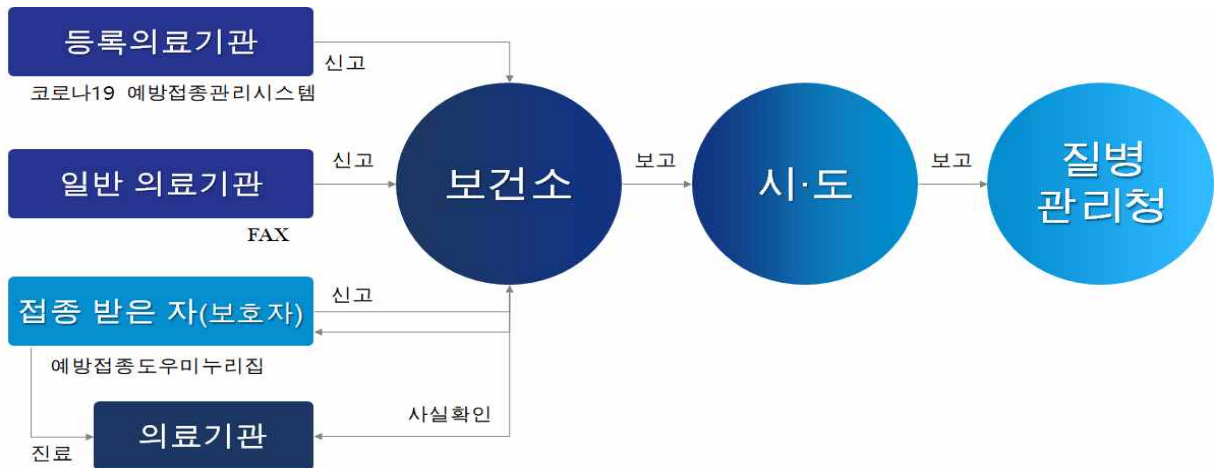 등록의료기관
신고
코로나19 예방접종관리시스템
일반 의료기관
신고
FAX
보건소
보고
시·도
보고
질병
관리청
접종 받은 자(보호자)
신고
예방접종도우미누리집
의료기관
사실확인
진료